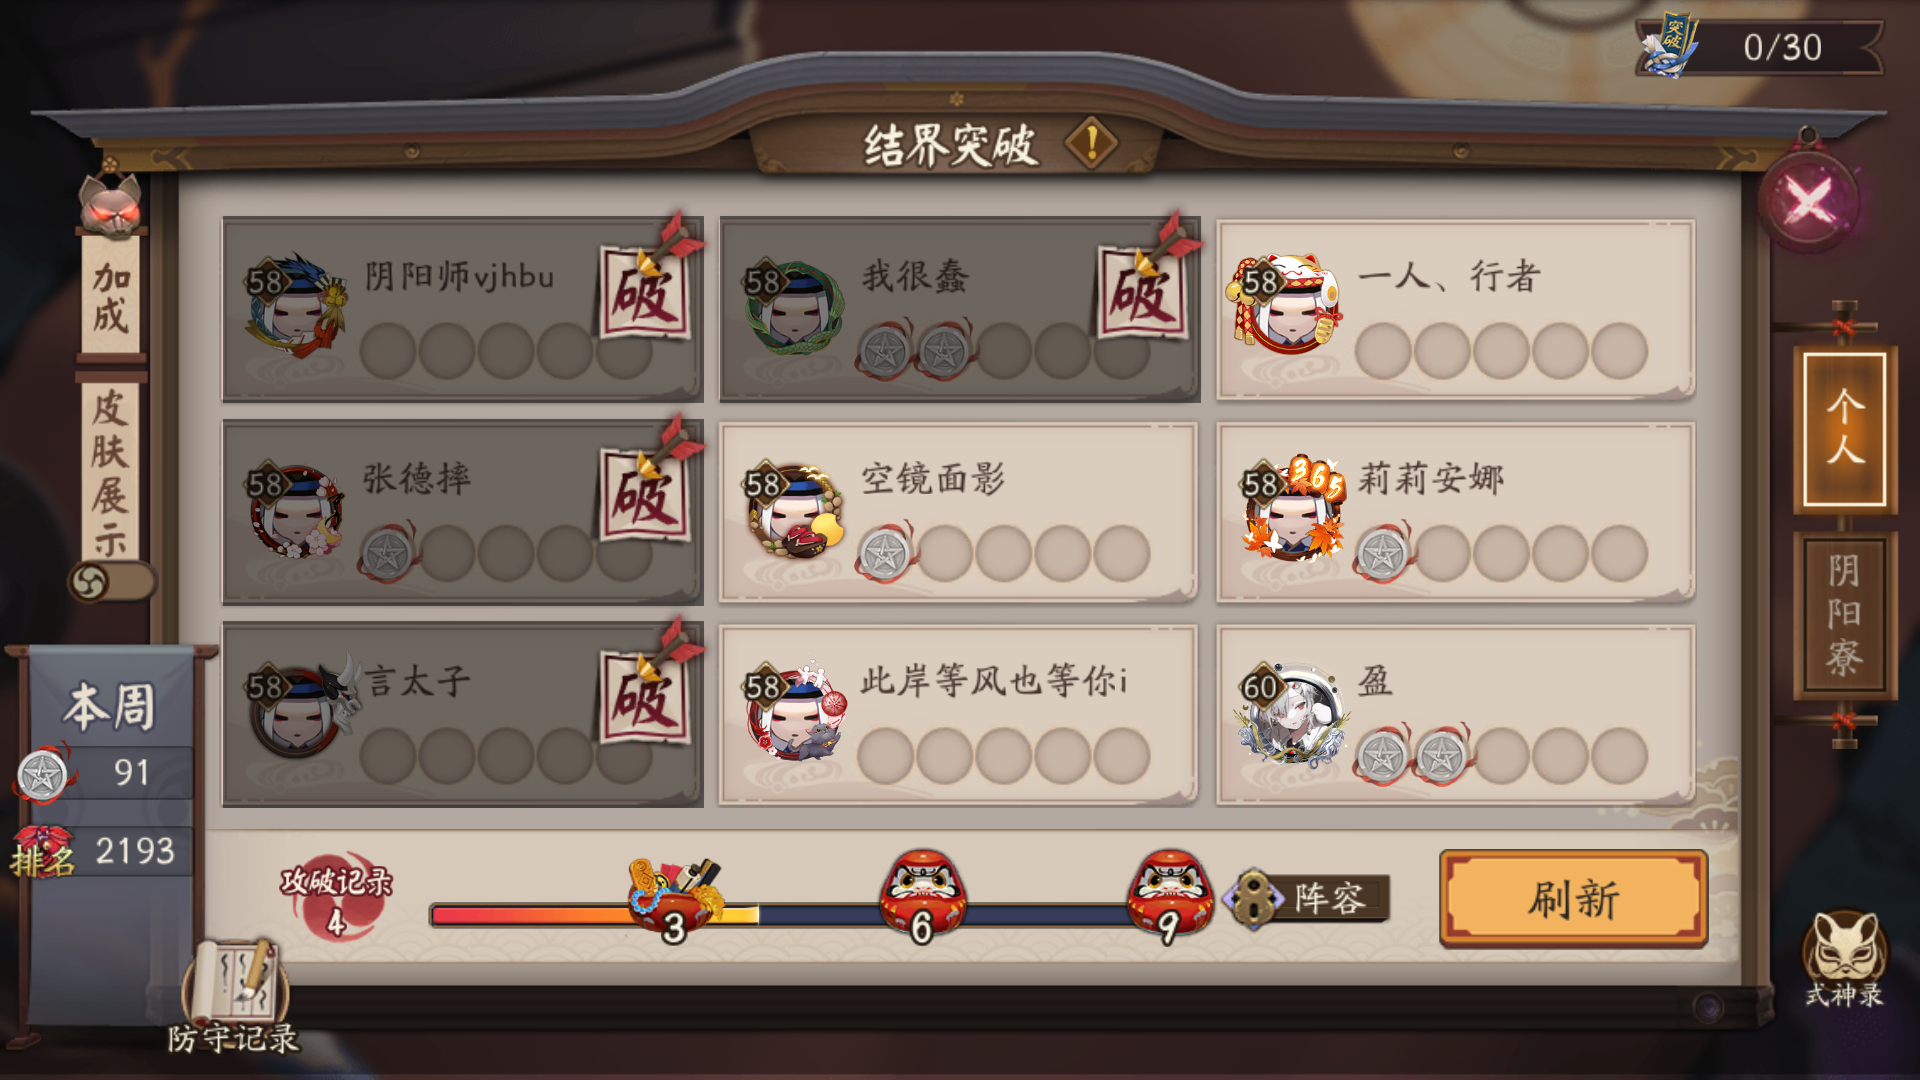 突破
0/30
结界突破
加成
皮肤展示
58
阴阳师vjhbu
破
58
我很蠢
破
58
一人、行者
58
张德摔
破
58
空镜面影
58
365
莉莉安娜
58
言太子
破
58
此岸等风也等你i
60
盈
个人
阴阳寮
本周
91
排名
2193
攻破记录
4
3
6
9
阵容
刷新
防守记录
式神录